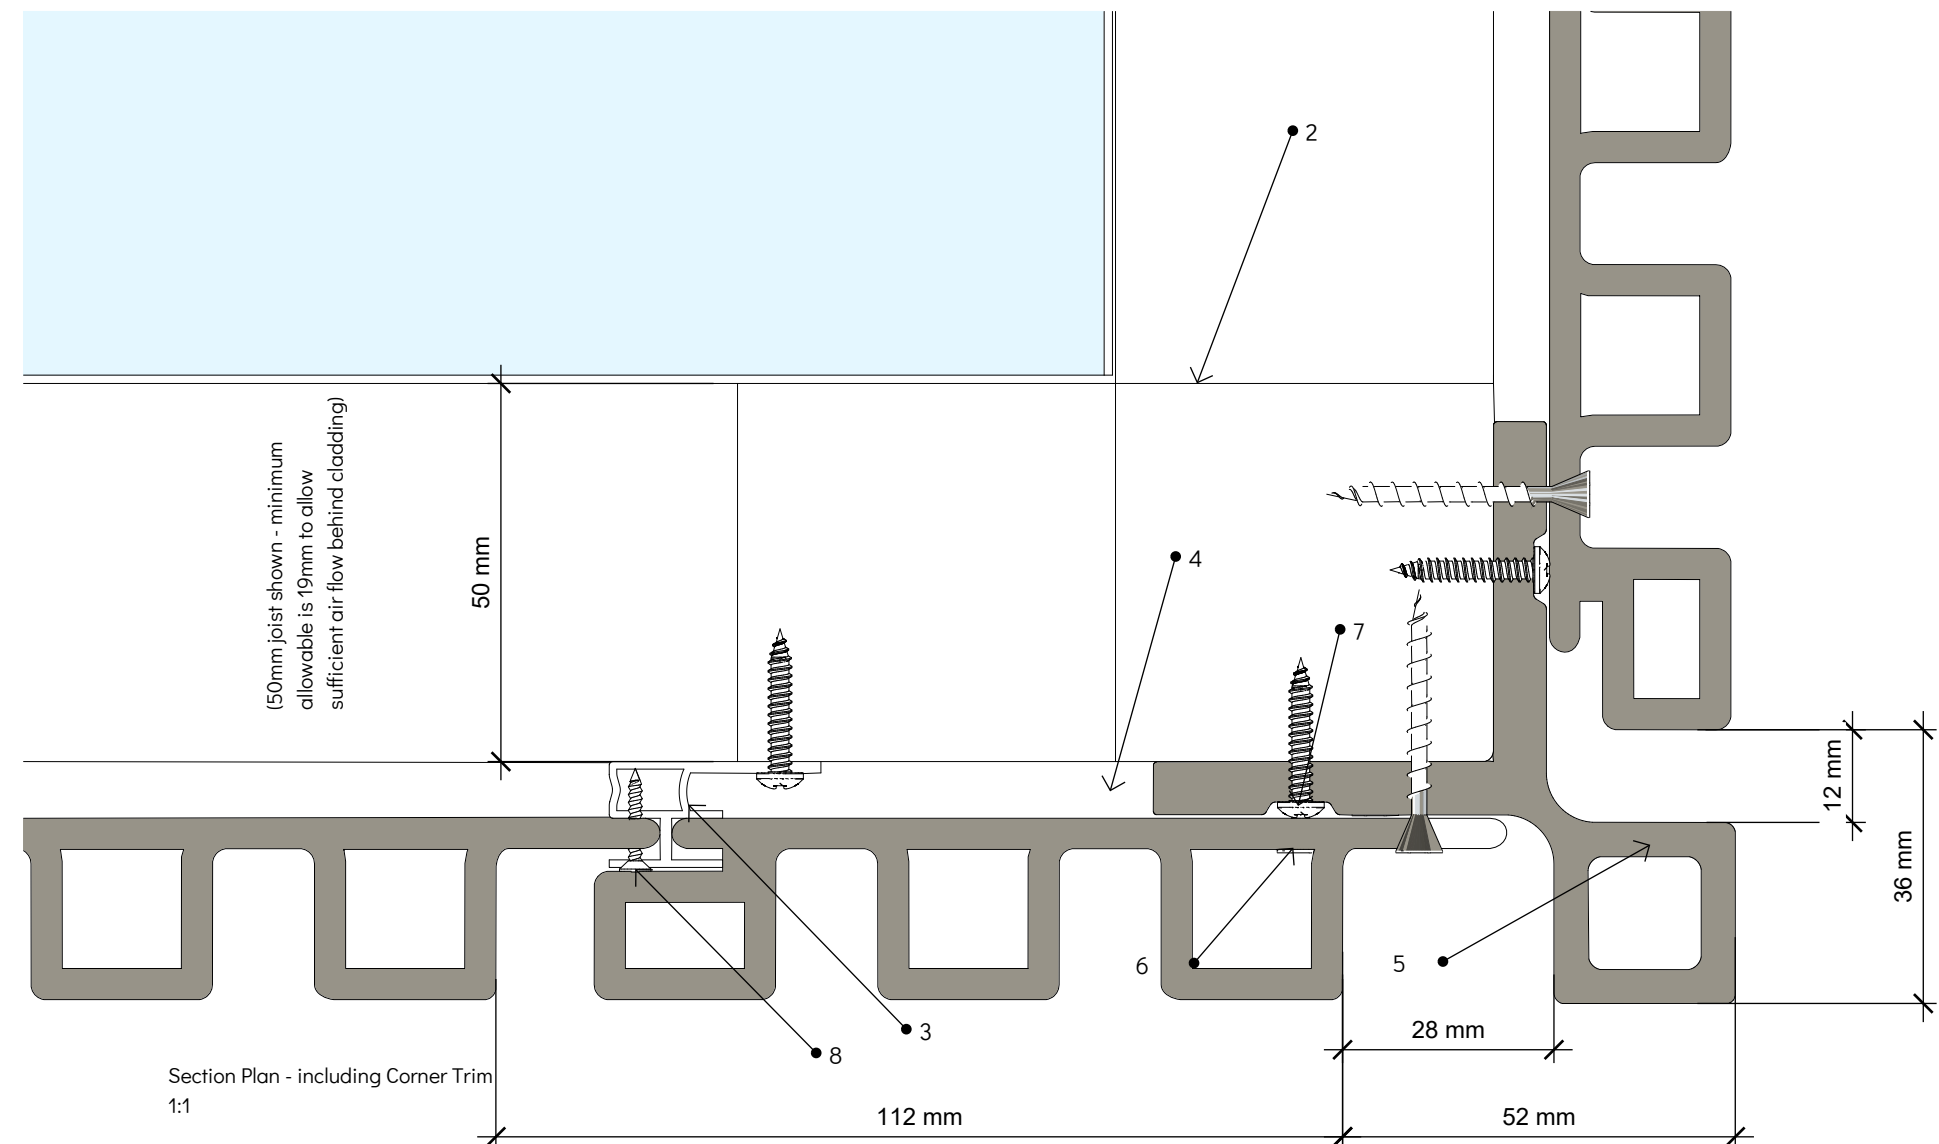 2
(50mm joist shown - minimum
allowable is 19mm to allow
sufficient air flow behind cladding)
50 mm
4
7
12 mm
36 mm
6
5
28 mm
3
8
Section Plan - including Corner Trim
1:1
112 mm
52 mm